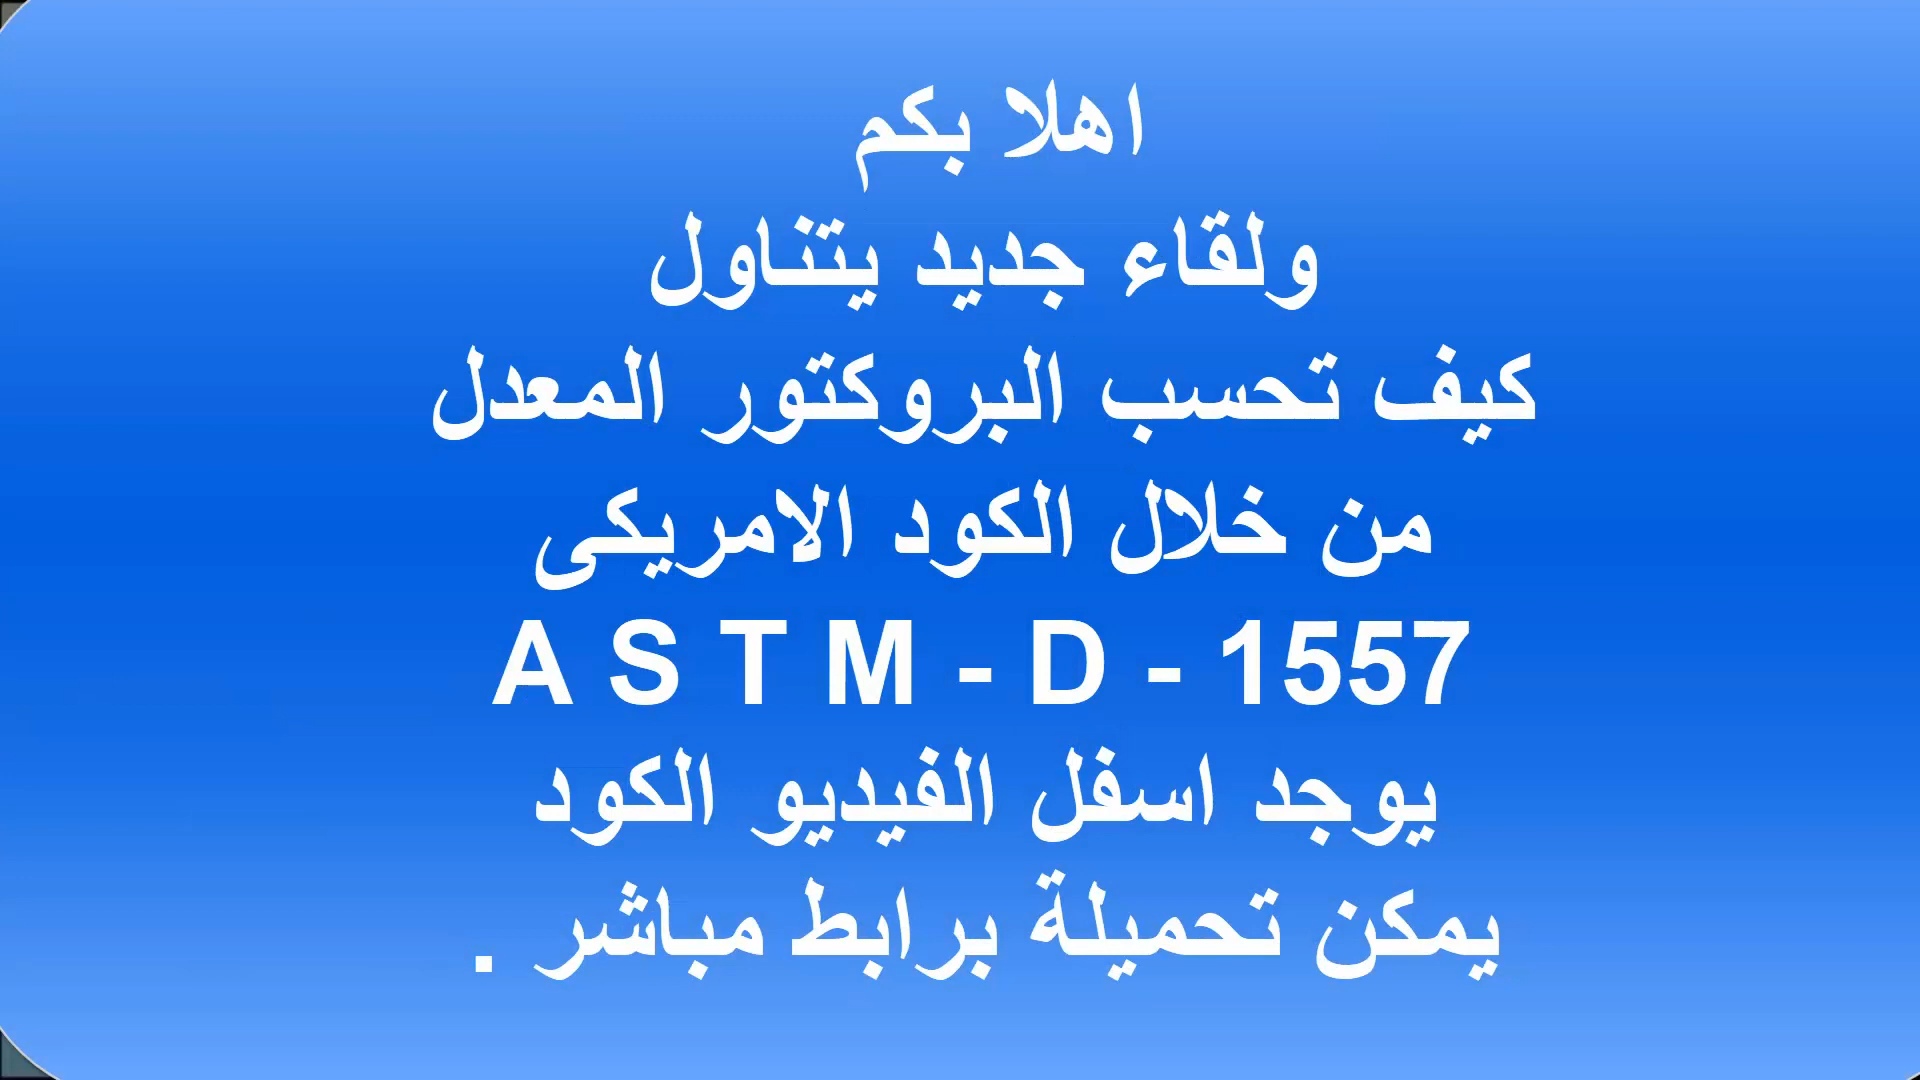 اهلا بكم
ولقاء جديد يتناول
كيف تحسب البروكتور المعدل
من خلال الكود الامريكى
A S T M - D - 1557
يوجد اسفل الفيديو الكود
يمكن تحميلة برابط مباشر .